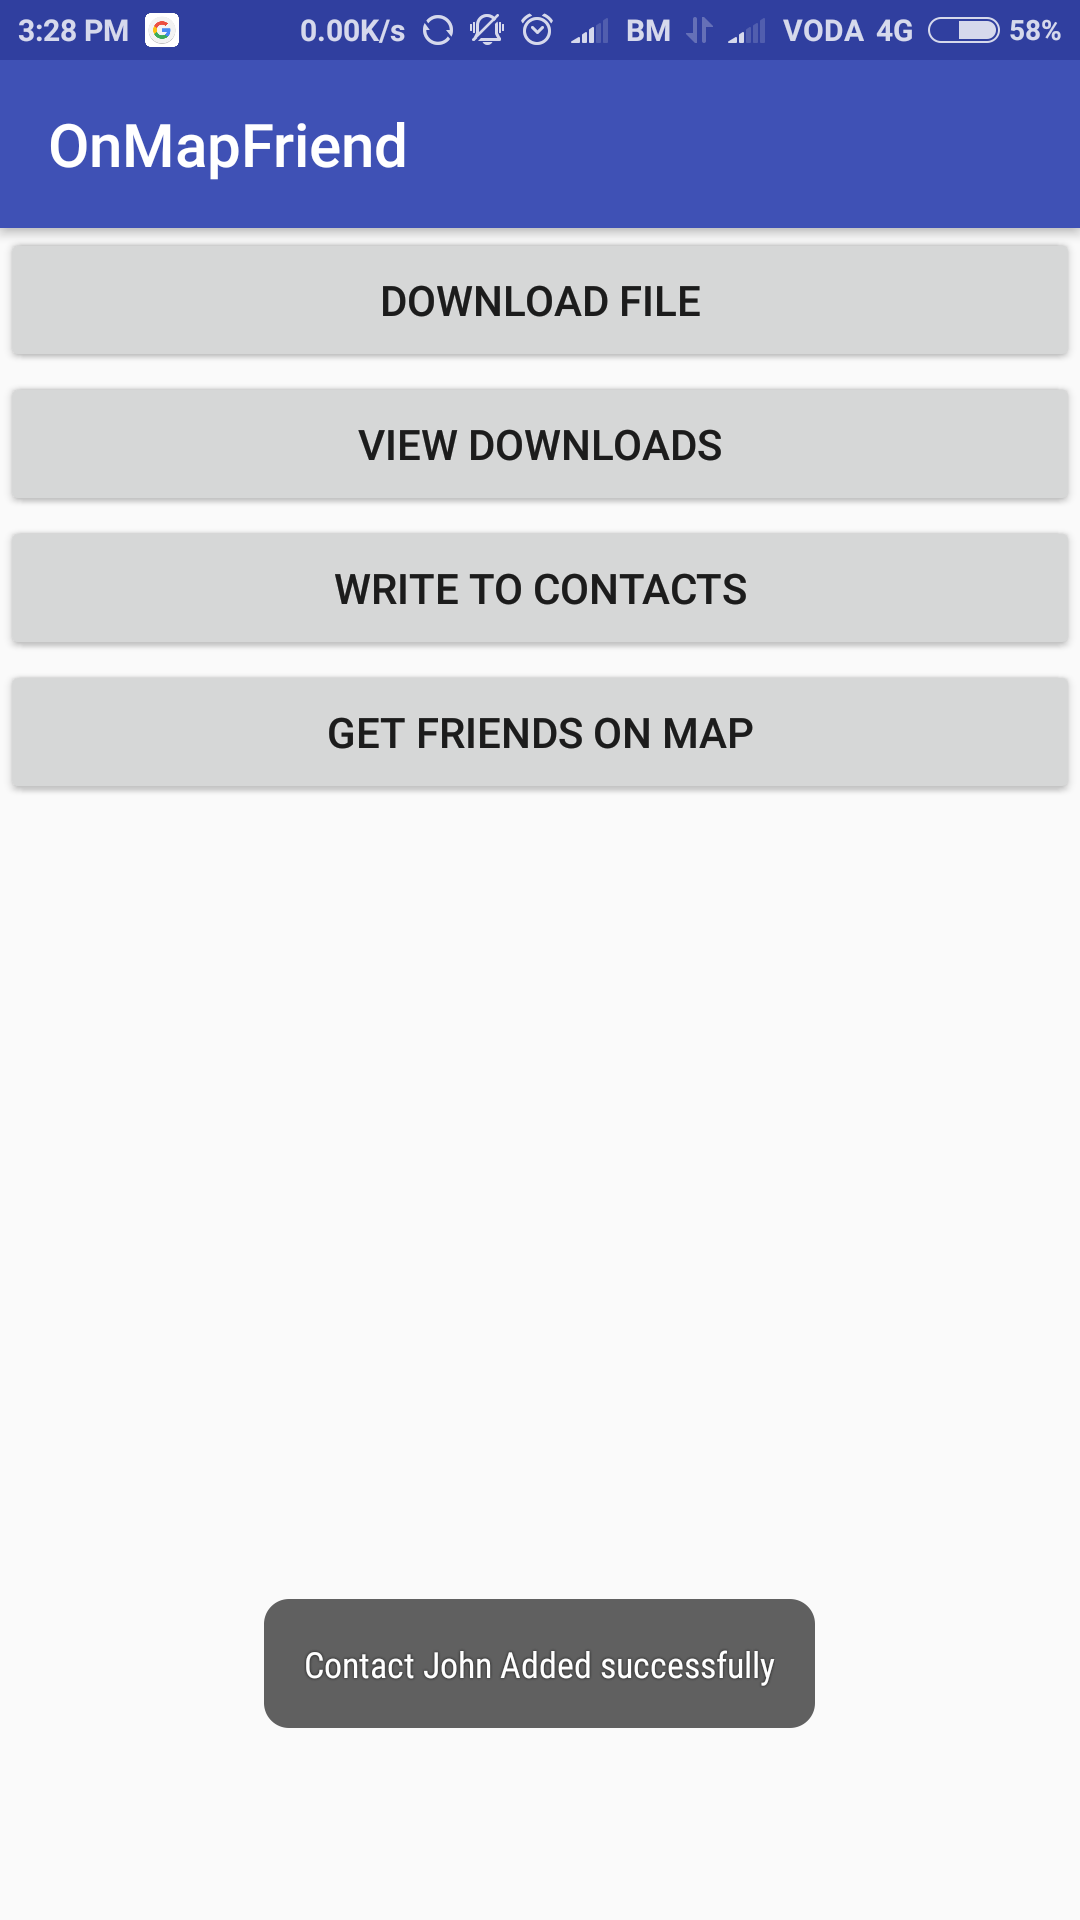 3:28 PM 0.00K/s BM VODA 4G 58%
OnMapFriend
DOWNLOAD FILE
VIEW DOWNLOADS
WRITE TO CONTACTS
GET FRIENDS ON MAP
Contact John Added successfully